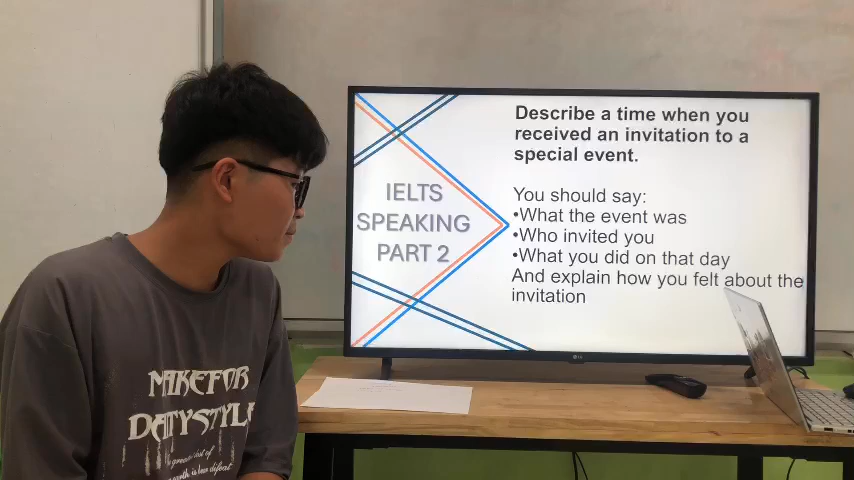 Describe a time when you
received an invitation to a
special event.
You should say:
•What the event was
•Who invited you
•What you did on that day
And explain how you felt about the
invitation
IELTS
SPEAKING
PART 2
LG